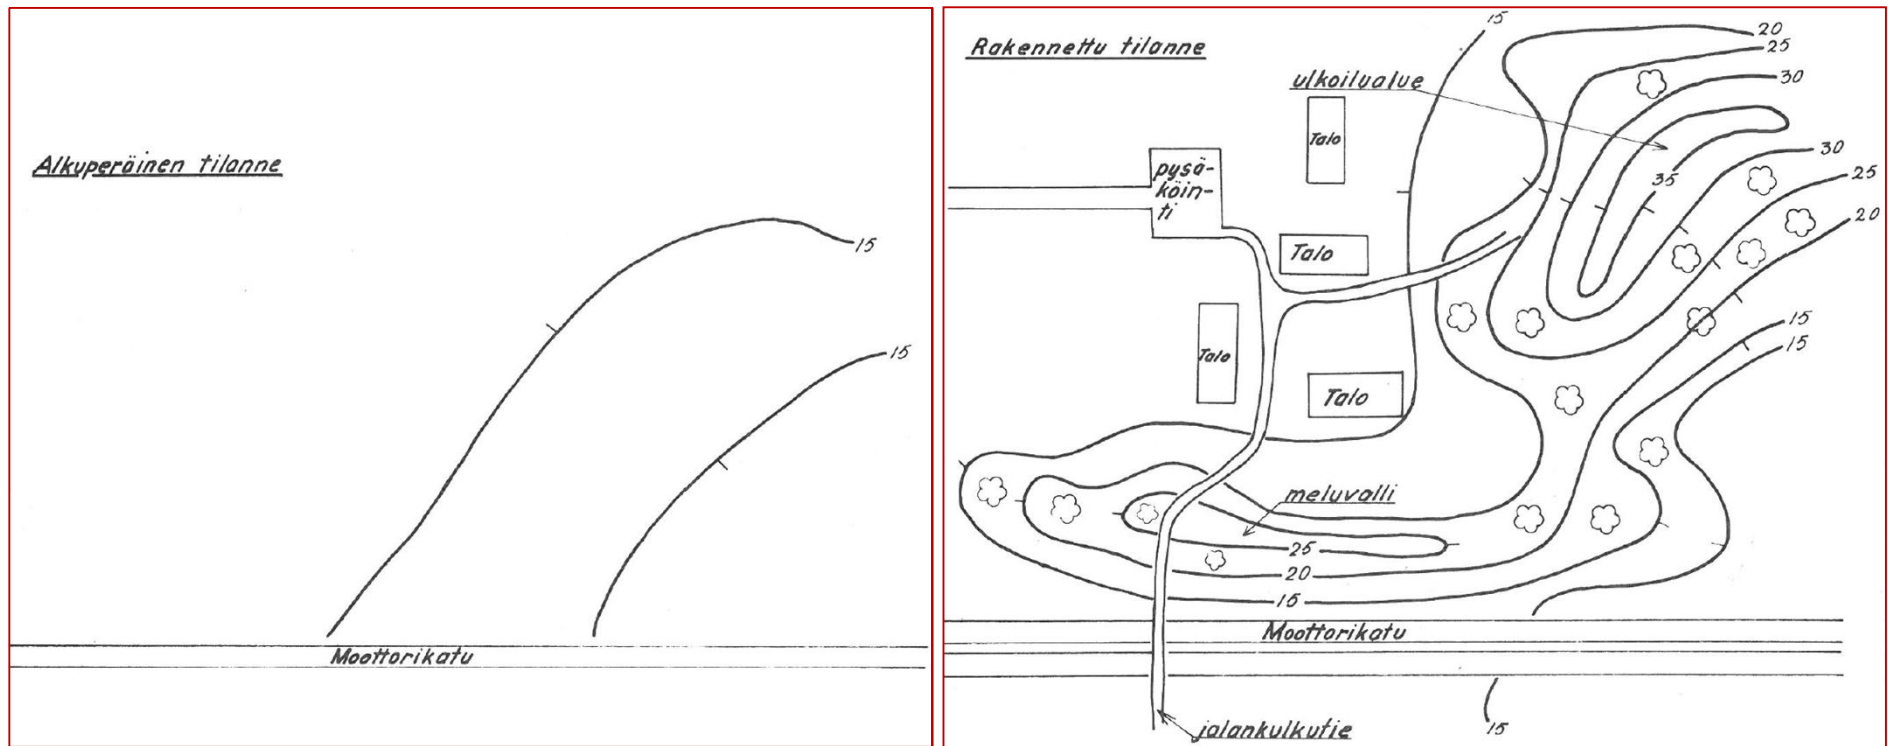 Alkuperäinen tilanne
15
15
Moottorikatu
Rakennettu tilanne
15
20
25
ulkoilualue
30
Talo
pysä-
köin-
ti
30
35
25
20
Talo
15
Talo
15
Talo
meluvalli
25
20
15
Moottorikatu
15
jalankulkutie